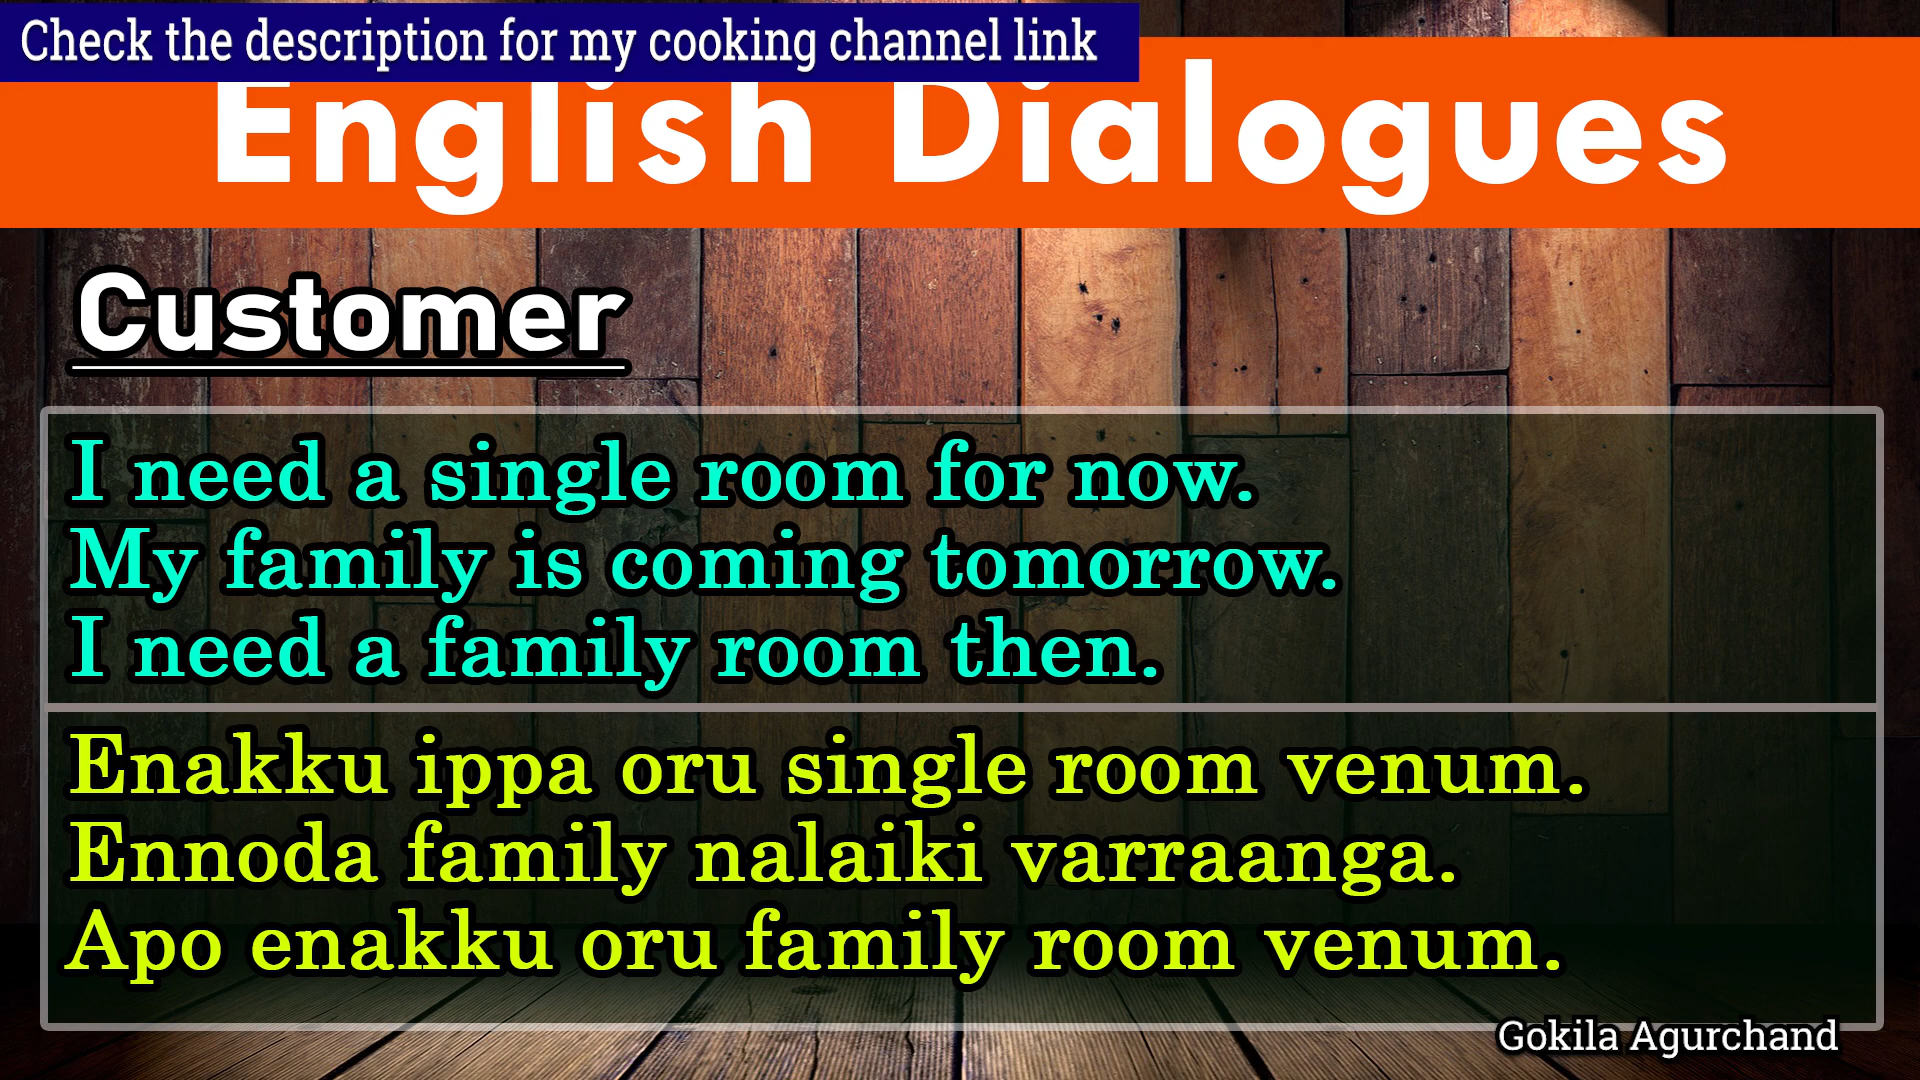 Check the description for my cooking channel link
English Dialogues
Customer
I need a single room for now.
My family is coming tomorrow.
I need a family room then.
Enakku ippa oru single room venum.
Ennoda family nalaiki varraanga.
Apo enakku oru family room venum.
Gokila Agurchand